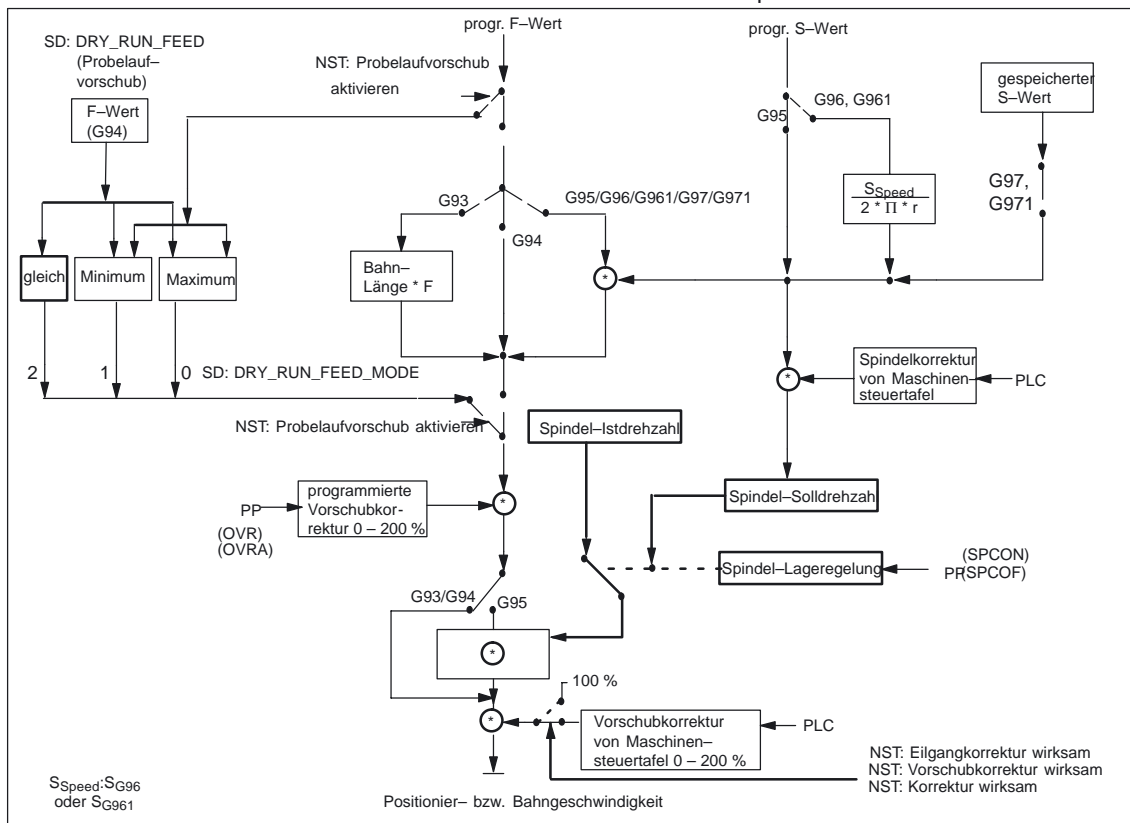 progr. F–Wert
progr. S–Wert
SD: DRY_RUN_FEED
(Probelauf–
vorschub)
NST: Probelaufvorschub
aktivieren
F–Wert
(G94)
G95
G96, G961
gespeicherter
S–Wert
SSpeed
2 * Π * r
G97,
G971
G93
G95/G96/G961/G97/G971
G94
gleich
Minimum
Maximum
Bahn–
Länge * F
*
2
1
0
SD: DRY_RUN_FEED_MODE
*
Spindelkorrektur
von Maschinen-
steuertafel
PLC
NST: Probelaufvorschub aktivieren
Spindel–Istdrehzahl
PP
(OVR)
(OVRA)
programmierte
Vorschubkor-
rektur 0 – 200 %
*
Spindel–Solldrehzah
Spindel–Lageregelung
(SPCON)
PP(SPCOF)
G93/G94
G95
*
100 %
*
Vorschubkorrektur
von Maschinen–
steuertafel 0 – 200 %
PLC
NST: Eilgangkorrektur wirksam
NST: Vorschubkorrektur wirksam
NST: Korrektur wirksam
SSpeed:SG96
oder SG961
Positionier– bzw. Bahngeschwindigkeit